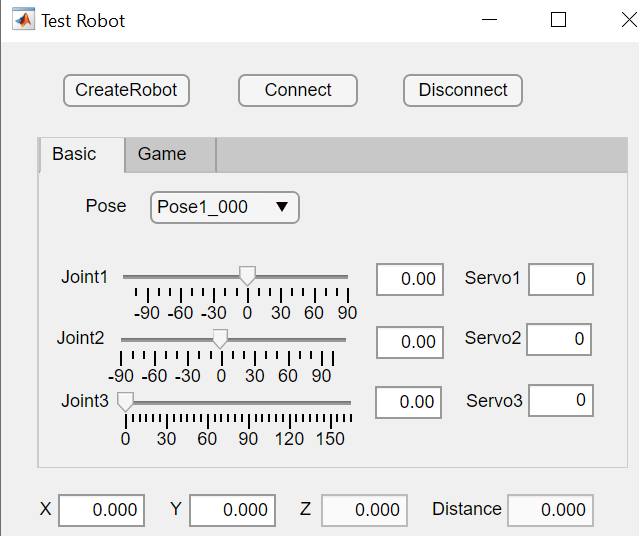 Test Robot
CreateRobot Connect Disconnect
Basic Game
Pose Pose1_000
Joint1 0.00 Servo1 0
-90 -60 -30 0 30 60 90
Joint2 0.00 Servo2 0
-90 -60 -30 0 30 60 90
Joint3 0.00 Servo3 0
0 30 60 90 120 150
X 0.000 Y 0.000 Z 0.000 Distance 0.000